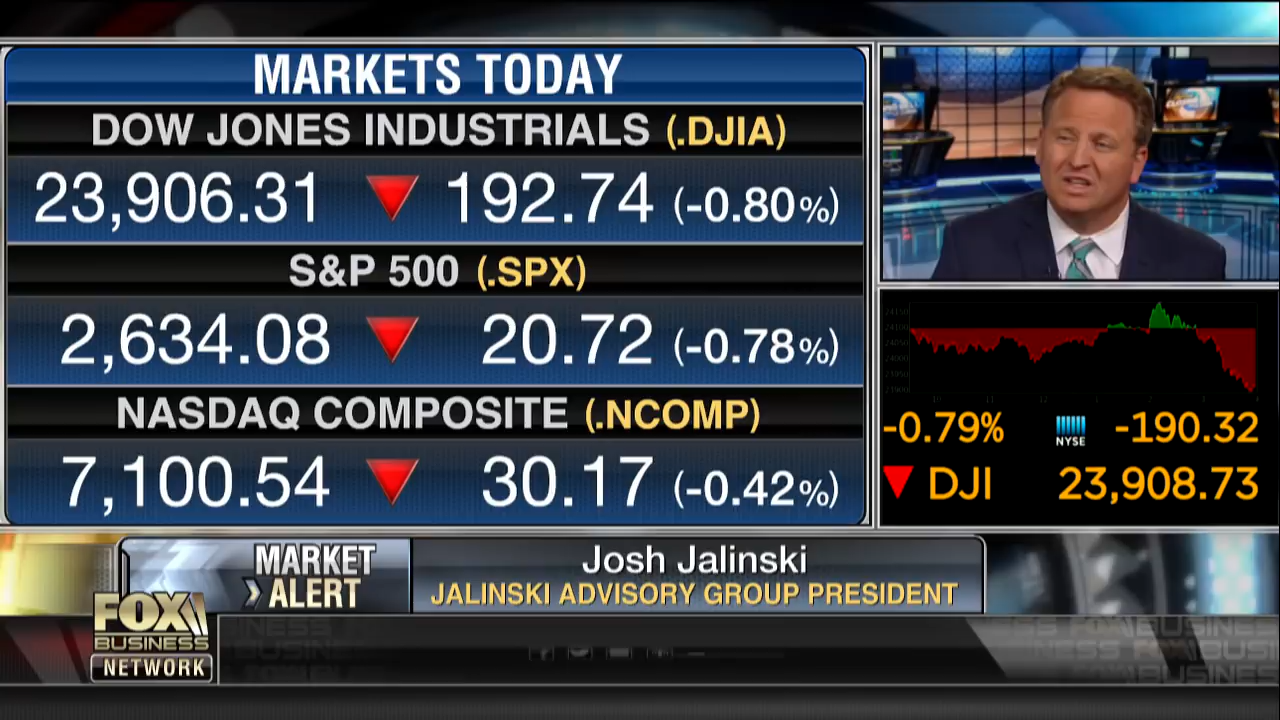 MARKETS TODAY
DOW JONES INDUSTRIALS (.DJIA)
23,906.31 ▼ 192.74 (-0.80%)
S&P 500 (.SPX)
2,634.08 ▼ 20.72 (-0.78%)
NASDAQ COMPOSITE (.NCOMP)
7,100.54 ▼ 30.17 (-0.42%)
-0.79% NYSE -190.32
▼ DJI 23,908.73
MARKET
ALERT
Josh Jalinski
JALINSKI ADVISORY GROUP PRESIDENT
FOX
BUSINESS
NETWORK